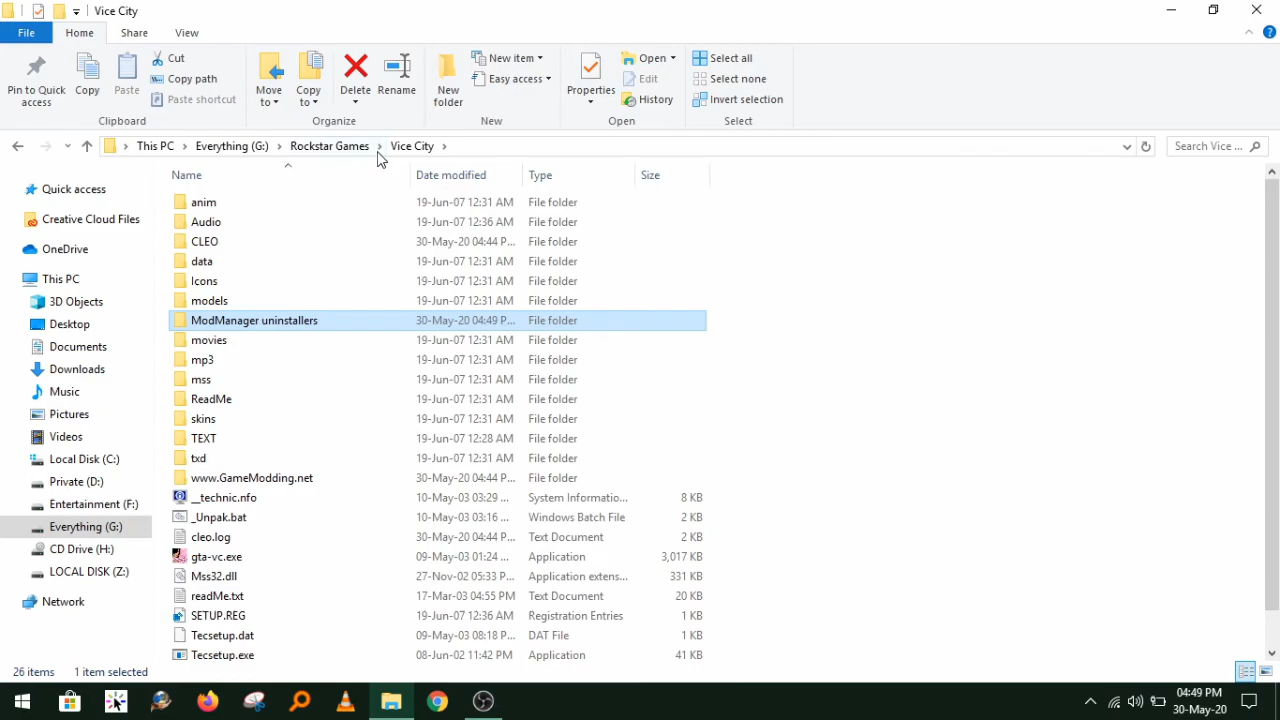 Vice City
File Home Share View
Pin to Quick access
Copy
Paste
Cut
Copy path
Paste shortcut
Clipboard
Move to
Copy to
Delete
Rename
Organize
New folder
New item
Easy access
New
Properties
Open
Edit
History
Open
Select all
Select none
Invert selection
Select
This PC Everything (G:) Rockstar Games Vice City
Search Vice ...
Name Date modified Type Size
Quick access
Creative Cloud Files
OneDrive
This PC
3D Objects
Desktop
Documents
Downloads
Music
Pictures
Videos
Local Disk (C:)
Private (D:)
Entertainment (F:)
Everything (G:)
CD Drive (H:)
LOCAL DISK (Z:)
Network
anim 19-Jun-07 12:31 AM File folder
Audio 19-Jun-07 12:36 AM File folder
CLEO 30-May-20 04:44 P... File folder
data 19-Jun-07 12:31 AM File folder
Icons 19-Jun-07 12:31 AM File folder
models 19-Jun-07 12:31 AM File folder
ModManager uninstallers 30-May-20 04:49 P... File folder
movies 19-Jun-07 12:31 AM File folder
mp3 19-Jun-07 12:31 AM File folder
mss 19-Jun-07 12:31 AM File folder
ReadMe 19-Jun-07 12:31 AM File folder
skins 19-Jun-07 12:31 AM File folder
TEXT 19-Jun-07 12:28 AM File folder
txd 19-Jun-07 12:31 AM File folder
www.GameModding.net 30-May-20 04:44 P... File folder
__technic.nfo 10-May-03 03:29 ... System Informatio... 8 KB
_Unpak.bat 10-May-03 03:16 ... Windows Batch File 2 KB
cleo.log 30-May-20 04:44 P... Text Document 2 KB
gta-vc.exe 09-May-03 01:24 ... Application 3,017 KB
Mss32.dll 27-Nov-02 05:33 P... Application extens... 331 KB
readMe.txt 17-Mar-03 04:55 PM Text Document 20 KB
SETUP.REG 19-Jun-07 12:36 AM Registration Entries 1 KB
Tecsetup.dat 09-May-03 08:18 P... DAT File 1 KB
Tecsetup.exe 08-Jun-02 11:42 PM Application 41 KB
26 items 1 item selected
04:49 PM
30-May-20